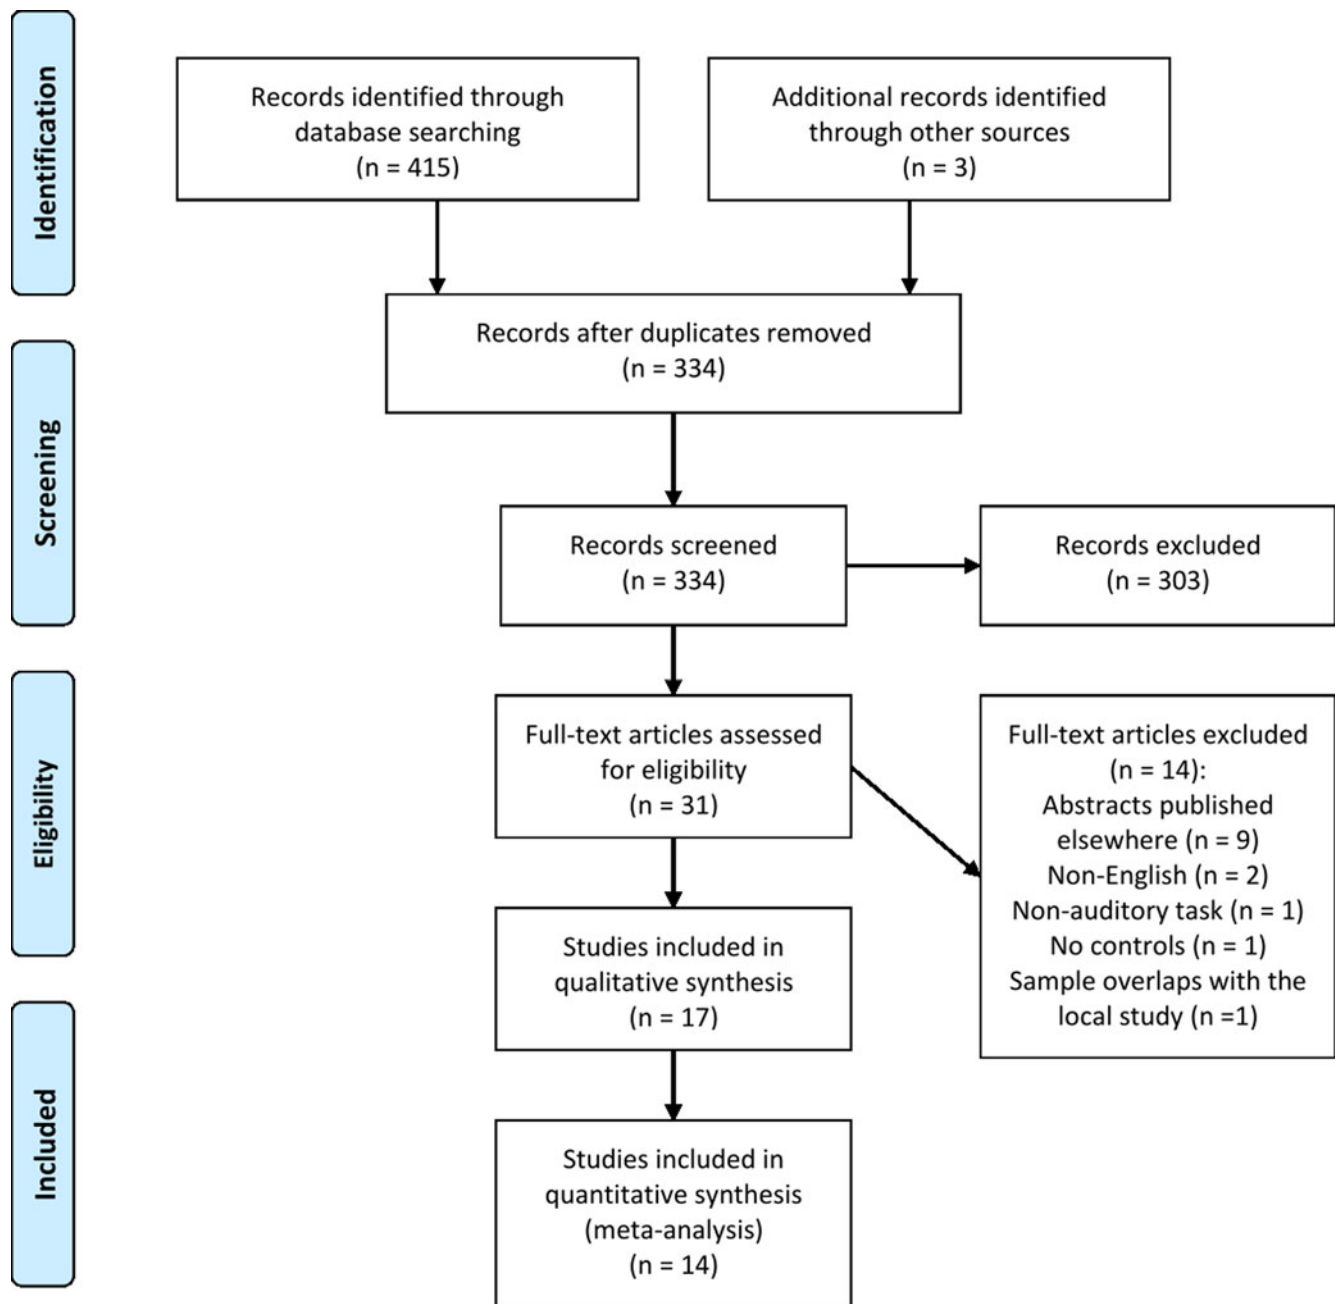 Identification
Records identified through
database searching
(n = 415)
Additional records identified
through other sources
(n = 3)
Records after duplicates removed
(n = 334)
Screening
Records screened
(n = 334)
Records excluded
(n = 303)
Eligibility
Full-text articles assessed
for eligibility
(n = 31)
Full-text articles excluded
(n = 14):
Abstracts published
elsewhere (n = 9)
Non-English (n = 2)
Non-auditory task (n = 1)
No controls (n = 1)
Sample overlaps with the
local study (n =1)
Studies included in
qualitative synthesis
(n = 17)
Included
Studies included in
quantitative synthesis
(meta-analysis)
(n = 14)